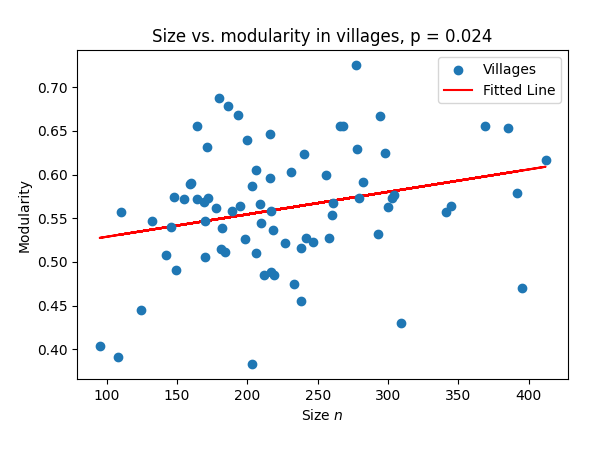 Size vs. modularity in villages, p = 0.024
Villages
Fitted Line
Modularity
0.70
0.65
0.60
0.55
0.50
0.45
0.40
100 150 200 250 300 350 400
Size n